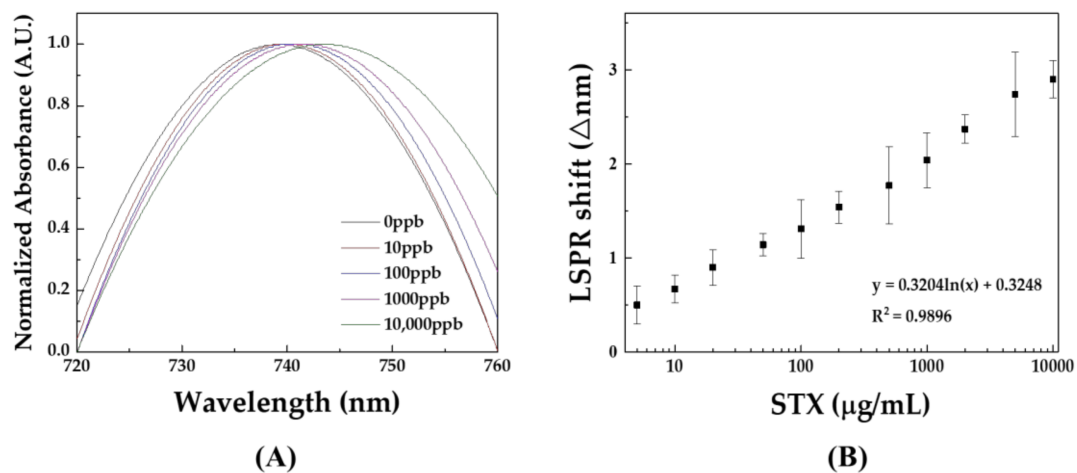 Normalized Absorbance (A.U.)
1.0
0.8
0.6
0.4
0.2
0.0
720
730
740
750
760
Wavelength (nm)
0ppb
10ppb
100ppb
1000ppb
10,000ppb
(A)
LSPR shift (△nm)
3
2
1
0
10
100
1000
10000
STX (μg/mL)
y = 0.3204ln(x) + 0.3248
R² = 0.9896
(B)